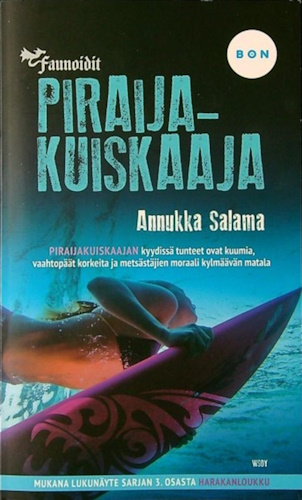 Faunoidit
BON
PIRAIJA-
KUISKAAJA
Annukka Salama
PIRAIJAKUISKAAJAN kyydissä tunteet ovat kuumia,
vaahtopäät korkeita ja metsästäjien moraali kylmäävän matala
WSOY
MUKANA LUKUNÄYTE SARJAN 3. OSASTA HARAKANLOUKKU